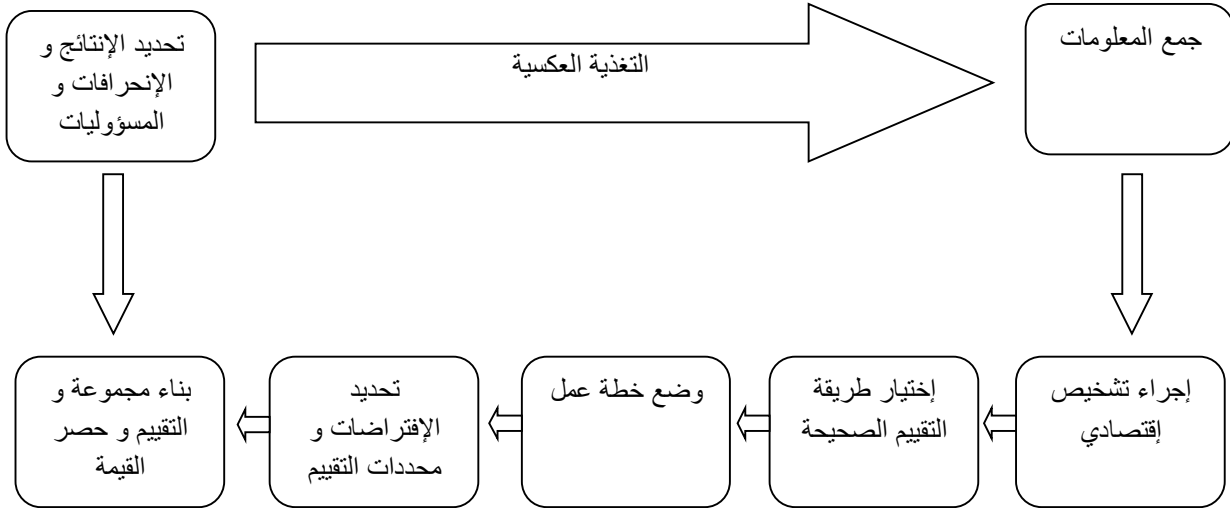 جمع المعلومات
التغذية العكسية
تحديد الإنتائج و
الإنحرافات و
المسؤوليات
إجراء تشخيص
إقتصادي
إختيار طريقة
التقييم الصحيحة
وضع خطة عمل
تحديد
الإفتراضات و
محددات التقييم
بناء مجموعة و
التقييم و حصر
القيمة